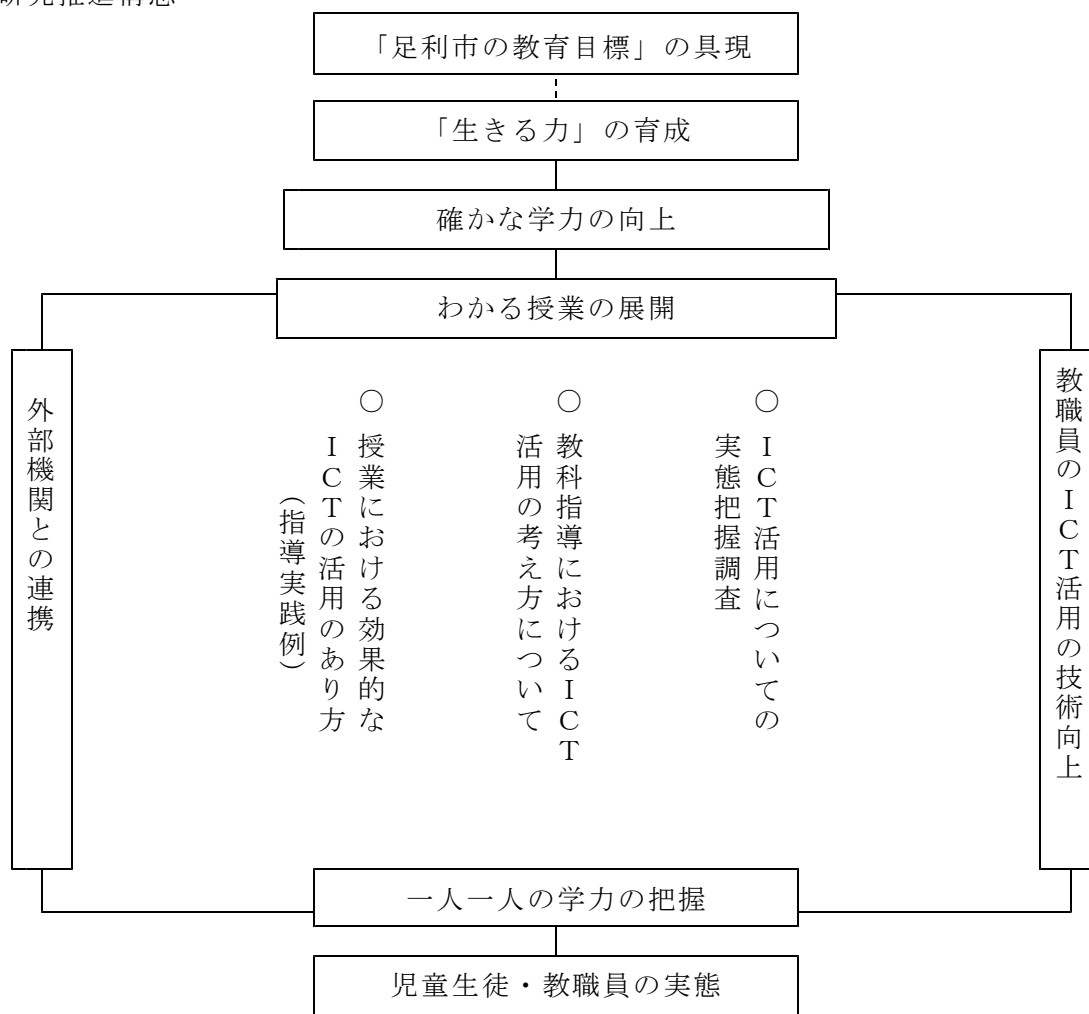 「足利市の教育目標」の具現
「生きる力」の育成
確かな学力の向上
わかる授業の展開
教職員のＩＣＴ活用の技術向上
○ ＩＣＴ活用についての
実態把握調査
○ 教科指導におけるＩＣＴ
活用の考え方について
○ 授業における効果的な
ＩＣＴの活用のあり方
（指導実践例）
外部機関との連携
一人一人の学力の把握
児童生徒・教職員の実態